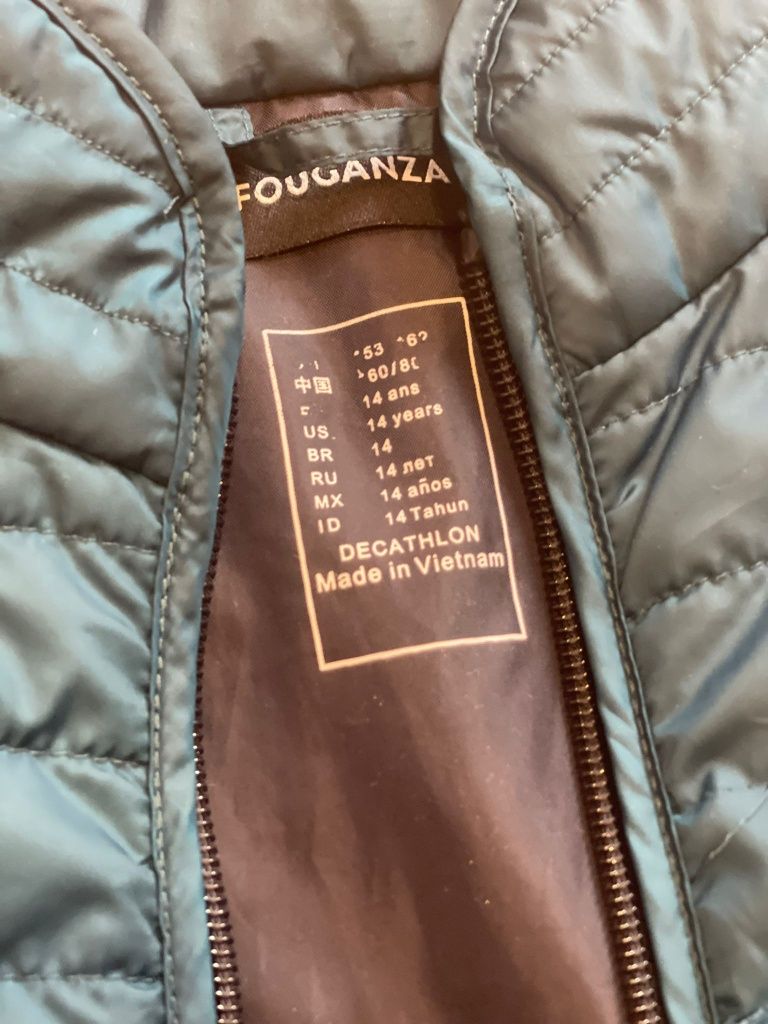 FOUGANZA
中国
14 ans
US 14 years
BR 14
RU 14 лет
MX 14 años
ID 14 Tahun
DECATHLON
Made in Vietnam